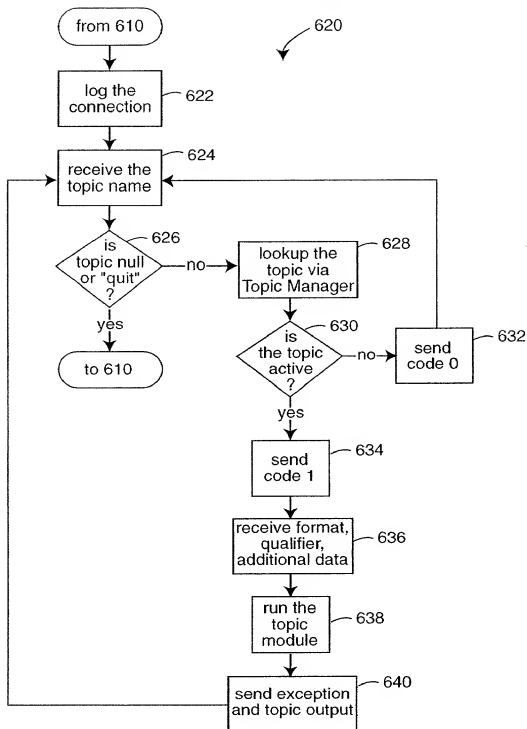 from 610
620
log the
connection
622
624
receive the
topic name
626
is
topic null
or "quit"
?
no
yes
to 610
628
lookup the
topic via
Topic Manager
630
is
the topic
active
?
no
632
send
code 0
yes
634
send
code 1
receive format,
qualifier,
additional data
636
run the
topic
module
638
640
send exception
and topic output